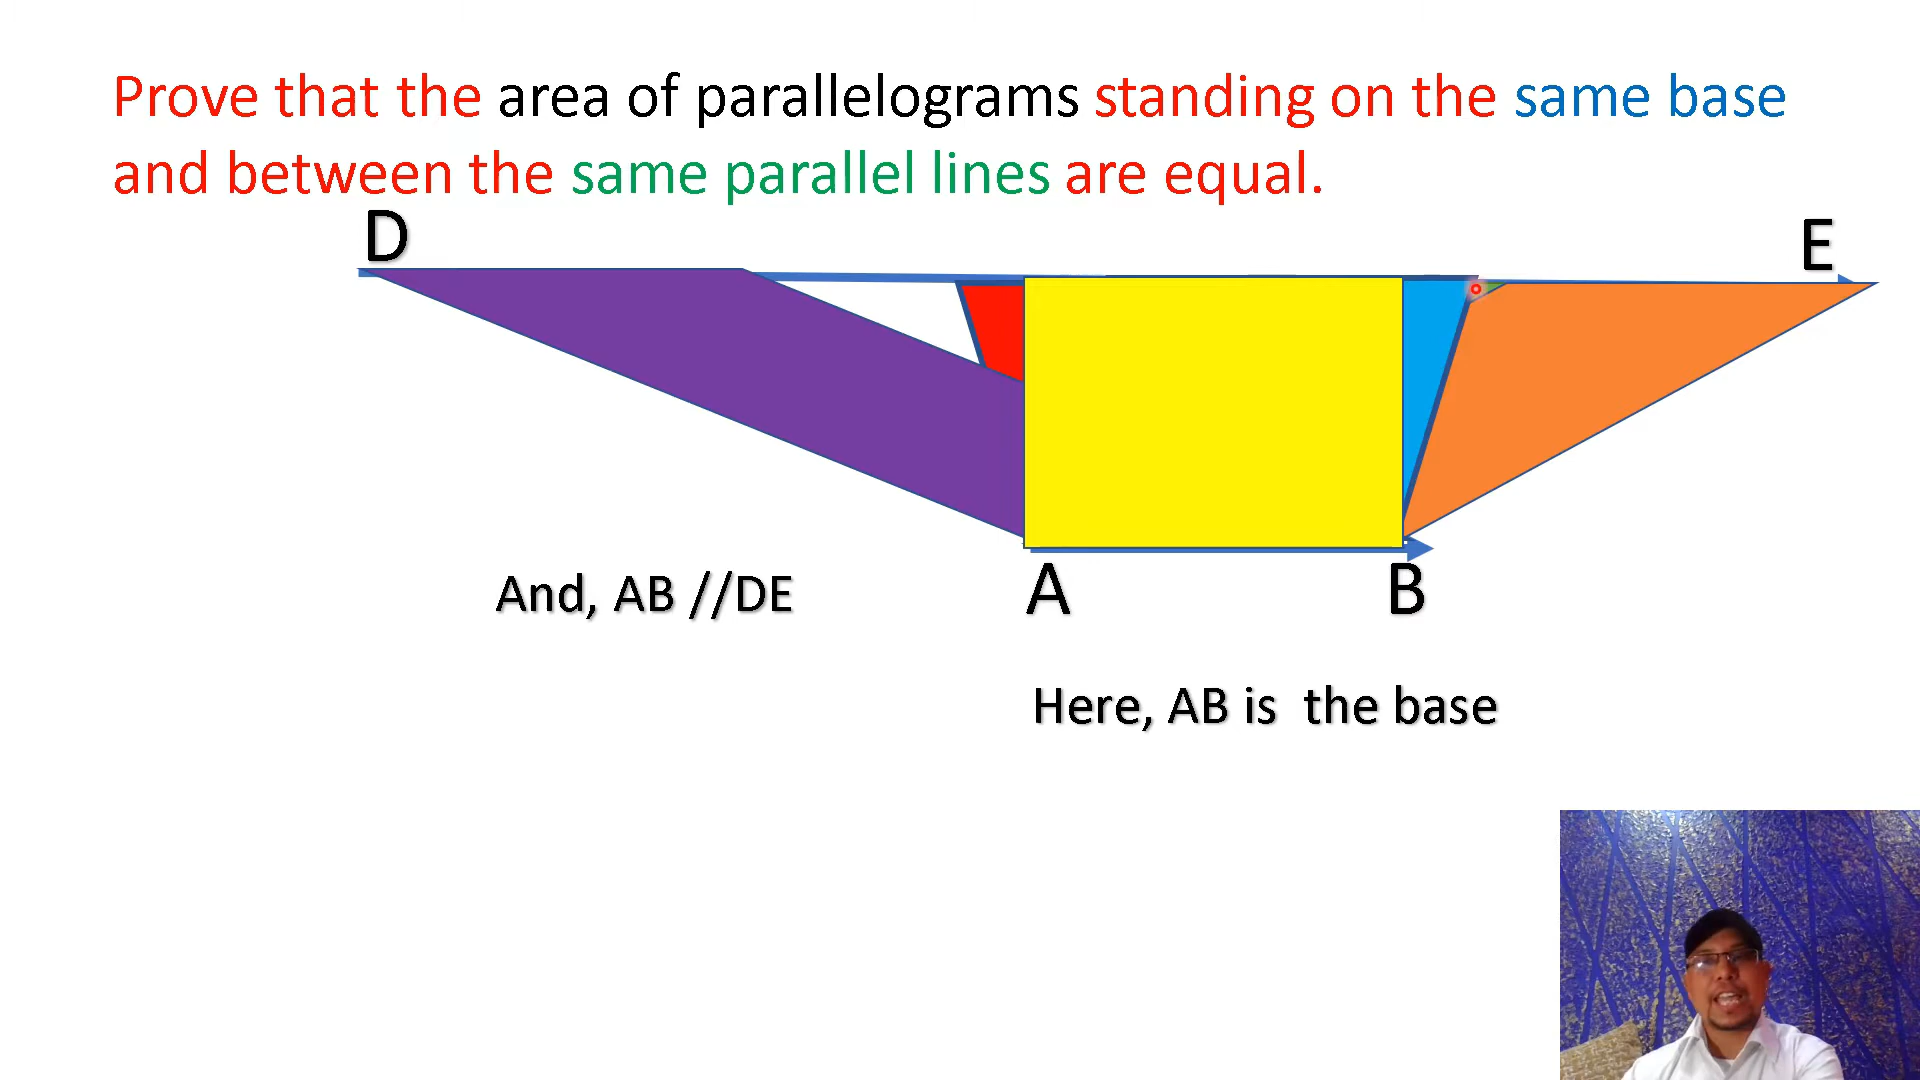 Prove that the area of parallelograms standing on the same base
and between the same parallel lines are equal.
D
E
And, AB //DE
A
B
Here, AB is the base